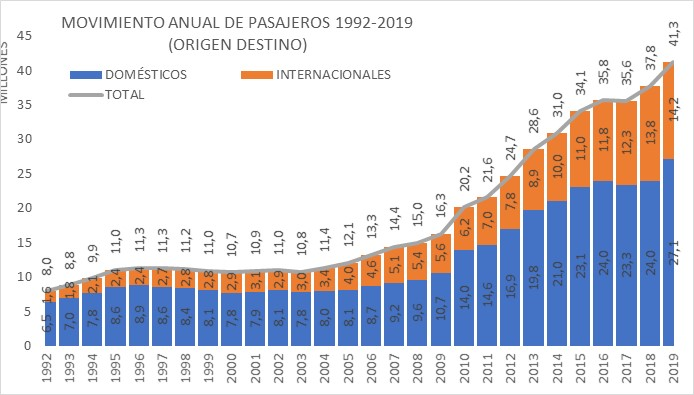 MOVIMIENTO ANUAL DE PASAJEROS 1992-2019
(ORIGEN DESTINO)
MILLONES
DOMÉSTICOS INTERNACIONALES
TOTAL
45
40
35
30
25
20
15
10
5
0
8,0 8,8 9,9 11,0 11,3 11,3 11,2 11,0 10,7 10,9 11,0 10,8 11,4 12,1 13,3 14,4 15,0 16,3 20,2 21,6 24,7 28,6 31,0 34,1 35,8 35,6 37,8 41,3
1,6 1,8 2,1 2,4 2,4 2,7 2,8 2,8 2,9 3,1 2,9 3,0 3,4 4,0 4,6 5,1 5,4 5,6 6,2 7,0 7,8 8,9 10,0 11,0 11,8 12,3 13,8 14,2
6,5 7,0 7,8 8,6 8,9 8,6 8,4 8,1 7,8 7,9 8,1 7,8 8,0 8,1 8,7 9,2 9,6 10,7 14,0 14,6 16,9 19,8 21,0 23,1 24,0 23,3 24,0 27,1
1992 1993 1994 1995 1996 1997 1998 1999 2000 2001 2002 2003 2004 2005 2006 2007 2008 2009 2010 2011 2012 2013 2014 2015 2016 2017 2018 2019